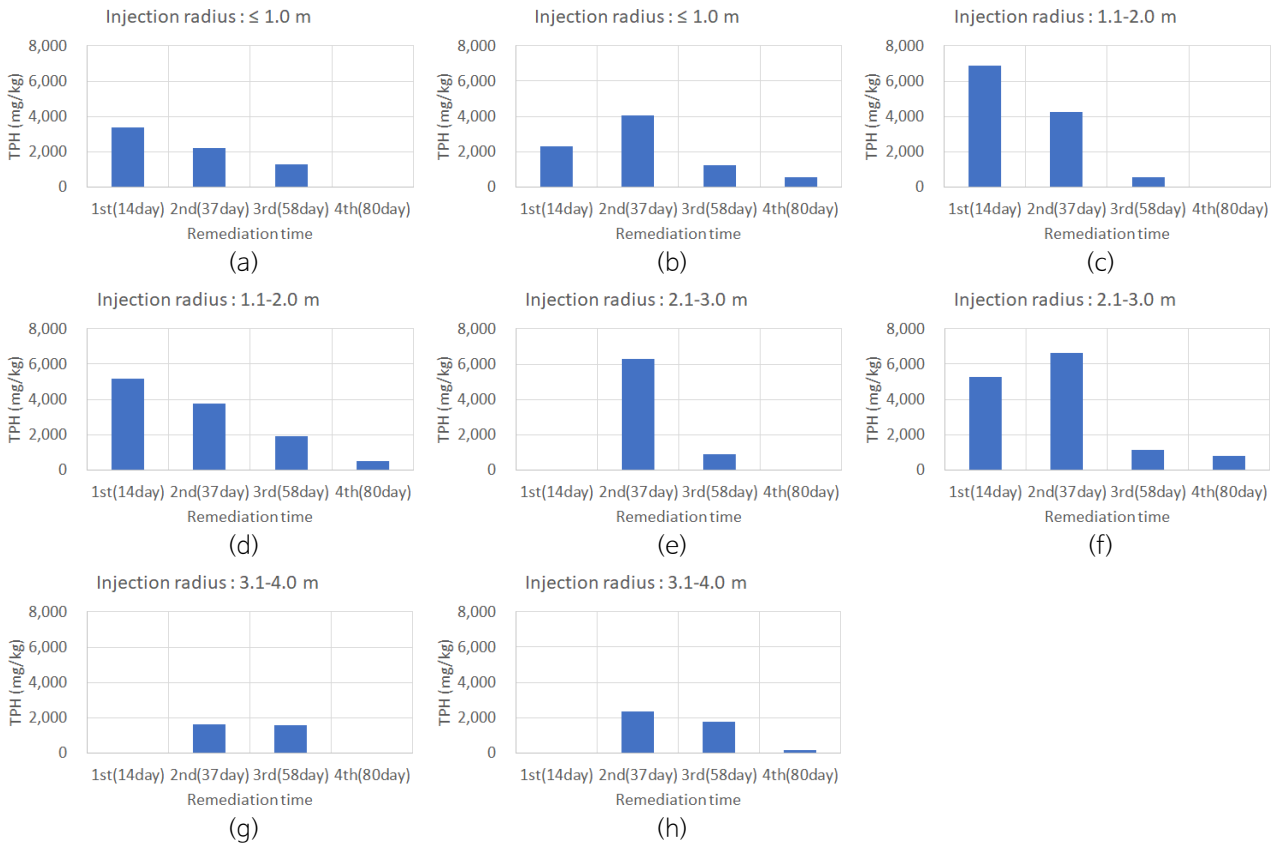 Injection radius : ≤ 1.0 m
8,000
6,000
4,000
2,000
0
TPH (mg/kg)
1st(14day) 2nd(37day) 3rd(58day) 4th(80day)
Remediation time
(a)
Injection radius : ≤ 1.0 m
8,000
6,000
4,000
2,000
0
TPH (mg/kg)
1st(14day) 2nd(37day) 3rd(58day) 4th(80day)
Remediation time
(b)
Injection radius : 1.1-2.0 m
8,000
6,000
4,000
2,000
0
TPH (mg/kg)
1st(14day) 2nd(37day) 3rd(58day) 4th(80day)
Remediation time
(c)
Injection radius : 1.1-2.0 m
8,000
6,000
4,000
2,000
0
TPH (mg/kg)
1st(14day) 2nd(37day) 3rd(58day) 4th(80day)
Remediation time
(d)
Injection radius : 2.1-3.0 m
8,000
6,000
4,000
2,000
0
TPH (mg/kg)
1st(14day) 2nd(37day) 3rd(58day) 4th(80day)
Remediation time
(e)
Injection radius : 2.1-3.0 m
8,000
6,000
4,000
2,000
0
TPH (mg/kg)
1st(14day) 2nd(37day) 3rd(58day) 4th(80day)
Remediation time
(f)
Injection radius : 3.1-4.0 m
8,000
6,000
4,000
2,000
0
TPH (mg/kg)
1st(14day) 2nd(37day) 3rd(58day) 4th(80day)
Remediation time
(g)
Injection radius : 3.1-4.0 m
8,000
6,000
4,000
2,000
0
TPH (mg/kg)
1st(14day) 2nd(37day) 3rd(58day) 4th(80day)
Remediation time
(h)